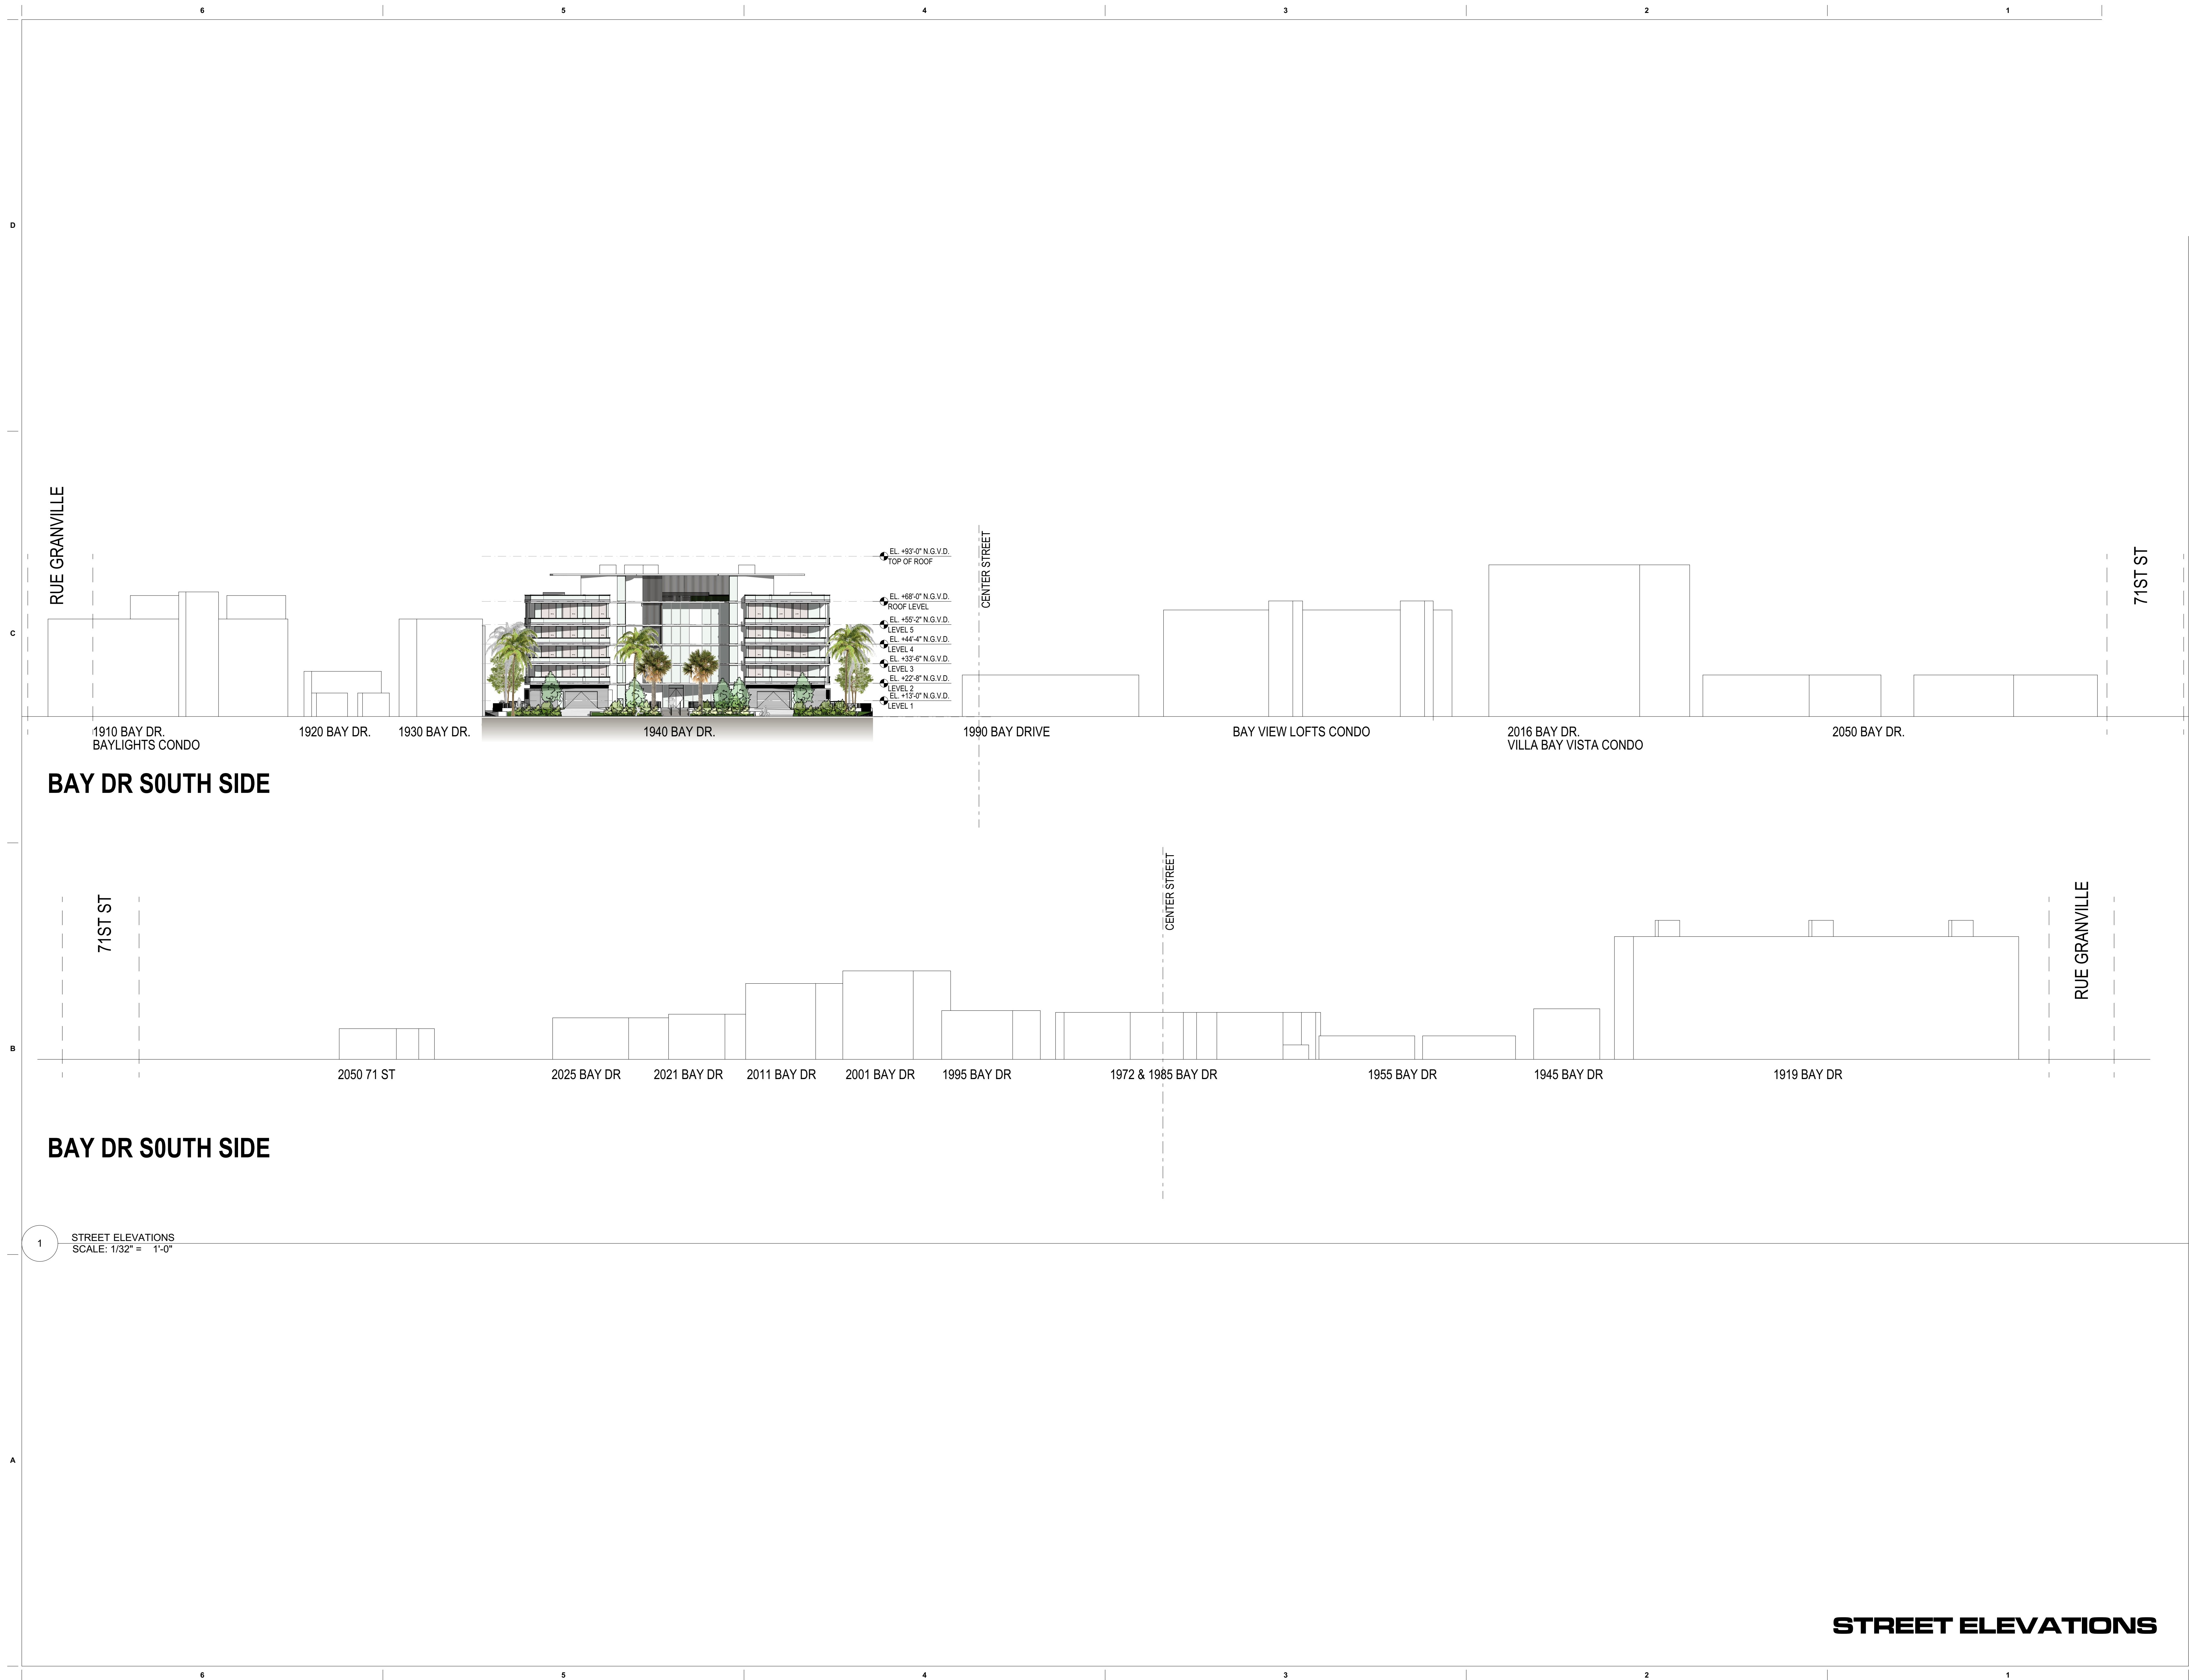 6 5 4 3 2 1
D
RUE GRANVILLE
CENTER STREET
71ST ST
EL. +93'-0" N.G.V.D.
TOP OF ROOF
EL. +68'-0" N.G.V.D.
ROOF LEVEL
EL. +55'-2" N.G.V.D.
LEVEL 5
EL. +44'-4" N.G.V.D.
LEVEL 4
EL. +33'-6" N.G.V.D.
LEVEL 3
EL. +22'-8" N.G.V.D.
LEVEL 2
EL. +13'-0" N.G.V.D.
LEVEL 1
C
1910 BAY DR.
BAYLIGHTS CONDO
1920 BAY DR.
1930 BAY DR.
1940 BAY DR.
1990 BAY DRIVE
BAY VIEW LOFTS CONDO
2016 BAY DR.
VILLA BAY VISTA CONDO
2050 BAY DR.
BAY DR S0UTH SIDE
71ST ST
CENTER STREET
RUE GRANVILLE
B
2050 71 ST
2025 BAY DR
2021 BAY DR
2011 BAY DR
2001 BAY DR
1995 BAY DR
1972 & 1985 BAY DR
1955 BAY DR
1945 BAY DR
1919 BAY DR
BAY DR S0UTH SIDE
1
STREET ELEVATIONS
SCALE: 1/32" = 1'-0"
A
STREET ELEVATIONS
6 5 4 3 2 1